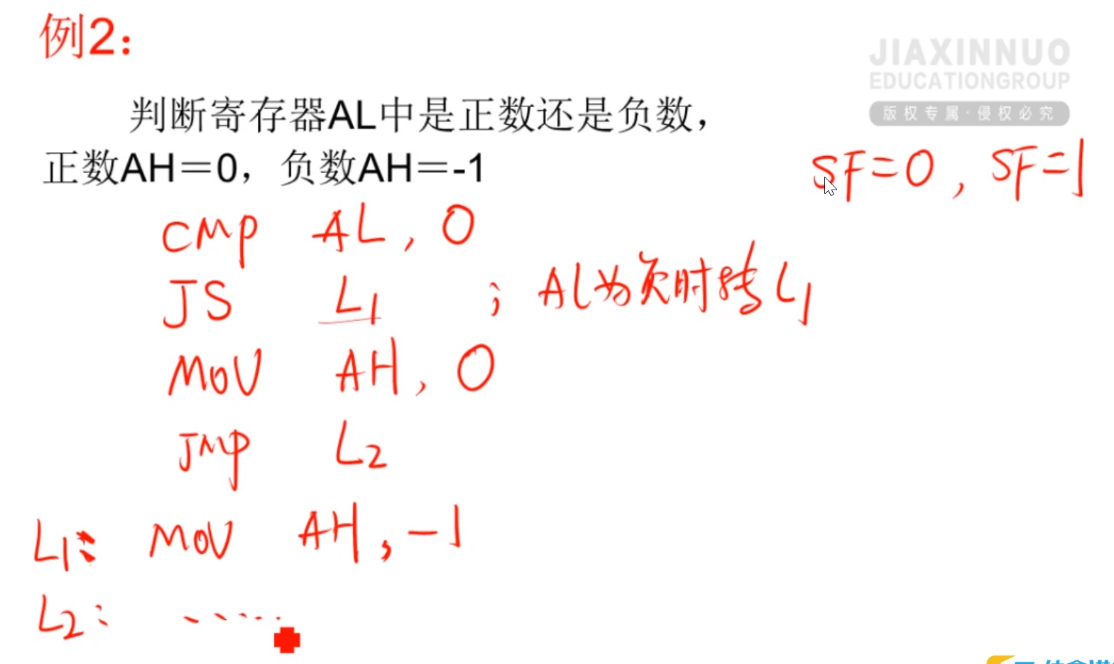 例2：
JIAXINNUO
EDUCATIONGROUP
版权专属·侵权必究
判断寄存器AL中是正数还是负数，
正数AH＝0，负数AH＝-1
SF=0, SF=1
CMP AL, 0
JS L1 ; AL为负时转L1
MOV AH, 0
JMP L2
L1: MOV AH, -1
L2: ......